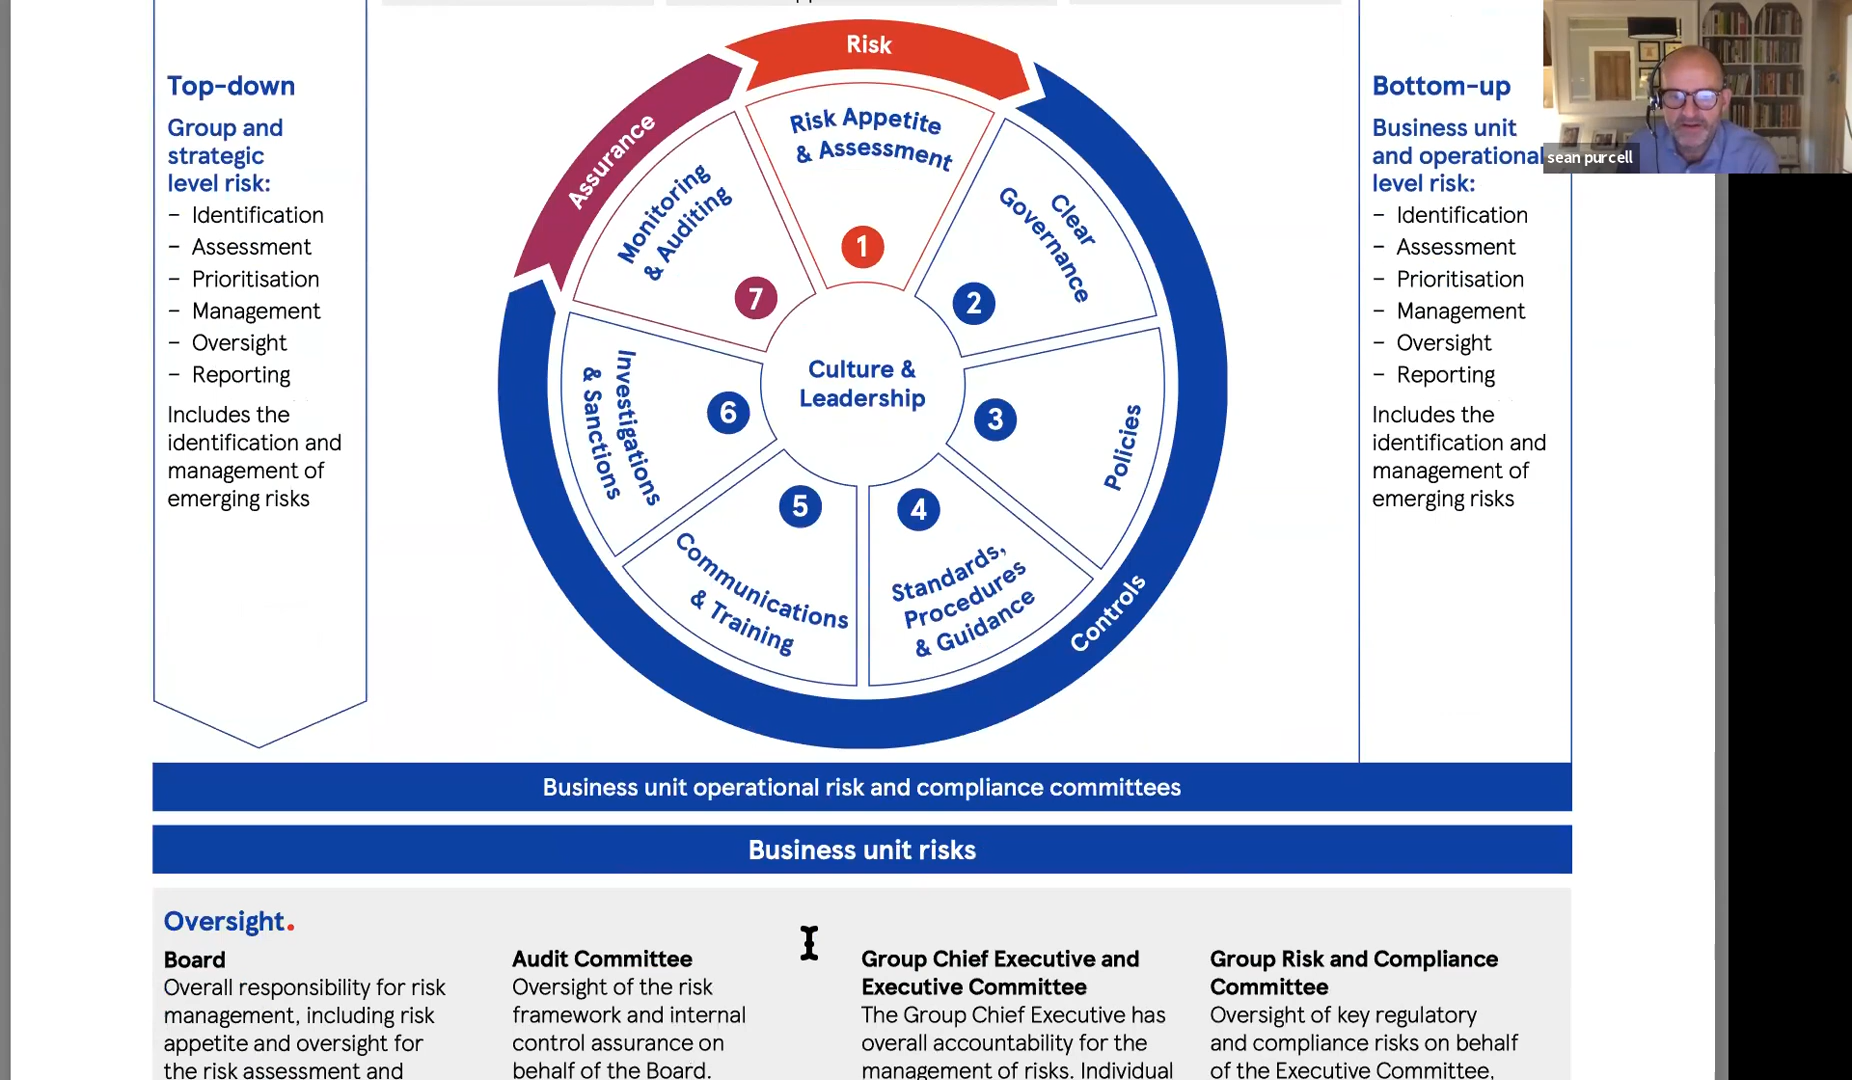 Risk
Top-down
Group and
strategic
level risk:
– Identification
– Assessment
– Prioritisation
– Management
– Oversight
– Reporting
Includes the
identification and
management of
emerging risks
Assurance
Risk Appetite
& Assessment
1
Clear
Governance
2
Policies
3
Standards,
Procedures
& Guidance
4
Communications
& Training
5
Investigations
& Sanctions
6
Monitoring
& Auditing
7
Culture &
Leadership
Controls
Bottom-up
Business unit
and operational
level risk:
– Identification
– Assessment
– Prioritisation
– Management
– Oversight
– Reporting
Includes the
identification and
management of
emerging risks
sean purcell
Business unit operational risk and compliance committees
Business unit risks
Oversight.
Board
Overall responsibility for risk
management, including risk
appetite and oversight for
the risk assessment and
Audit Committee
Oversight of the risk
framework and internal
control assurance on
behalf of the Board.
Group Chief Executive and
Executive Committee
The Group Chief Executive has
overall accountability for the
management of risks. Individual
Group Risk and Compliance
Committee
Oversight of key regulatory
and compliance risks on behalf
of the Executive Committee,